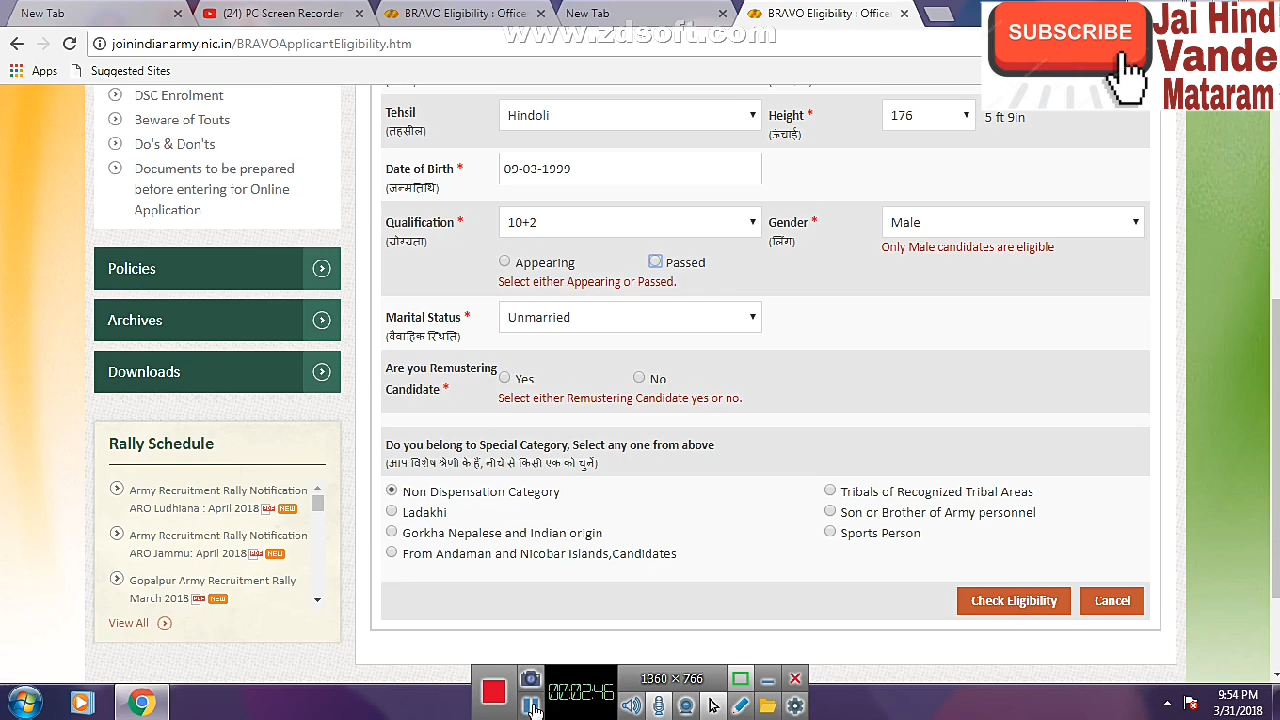 New Tab
(24) PC Screen Recorde
BRAVO Eligibility - Choice
New Tab
BRAVO Eligibility - Choice
www.zdsoft.com
joinindianarmy.nic.in/BRAVOApplicantEligibility.htm
Apps
Suggested Sites
SUBSCRIBE
Jai Hind
Vande
Mataram
DSC Enrolment
Beware of Touts
Do's & Don'ts
Documents to be prepared
before entering for Online
Application
Policies
Archives
Downloads
Rally Schedule
Army Recruitment Rally Notification
ARO Ludhiana : April 2018 NEW
Army Recruitment Rally Notification
ARO Jammu: April 2018 NEW
Gopalpur Army Recruitment Rally
March 2018 NEW
View All
Tehsil
(तहसील)
Height *
(ऊंचाई)
176
5 ft 9in
Date of Birth *
(जन्मतिथि)
Qualification *
(योग्यता)
10+2
Gender *
(लिंग)
Male
Only Male candidates are eligible
Appearing
Passed
Select either Appearing or Passed.
Marital Status
(वैवाहिक स्थिति)
Unmarried
Are you Remustering
Candidate *
Yes
No
Select either Remustering Candidate yes or no.
Do you belong to Special Category, Select any one from above
(आप विशेष श्रेणी के हैं नीचे से किसी एक को चुनें)
Non Dispensation Category
Tribals of Recognized Tribal Areas
Ladakhi
Son or Brother of Army personnel
Gorkha Nepalese and Indian origin
Sports Person
From Andaman and Nicobar Islands,Candidates
Check Eligibility
Cancel
1360 × 766
00:02:46
9:54 PM
3/31/2018